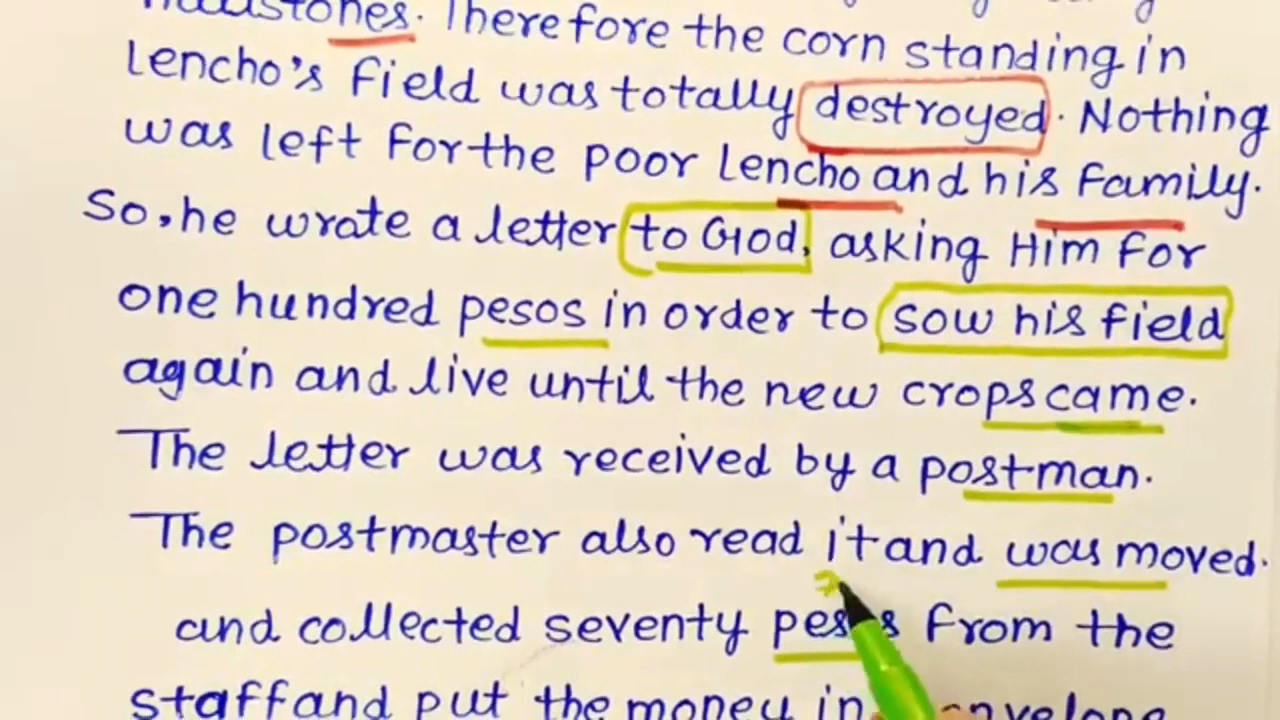 hailstones. Therefore the corn standing in
Lencho's field was totally destroyed. Nothing
was left for the poor Lencho and his family.
So, he wrote a letter to God, asking Him for
one hundred pesos in order to sow his field
again and live until the new crops came.
The letter was received by a postman.
The postmaster also read it and was moved.
and collected seventy pesos from the
staff and put the money in envelope